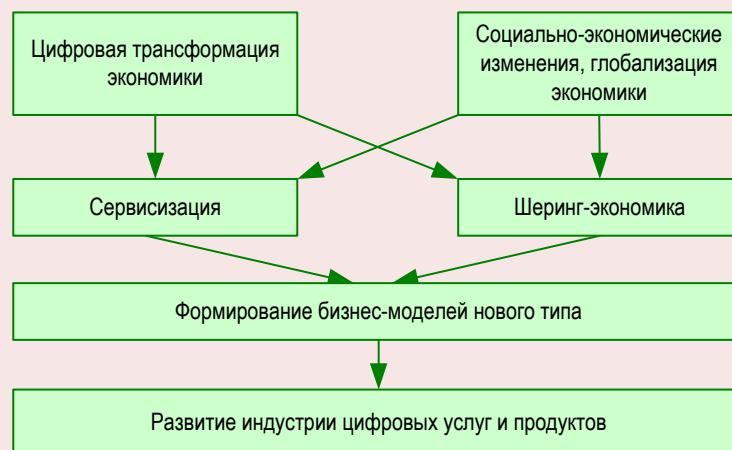 Цифровая трансформация
экономики
Социально-экономические
изменения, глобализация
экономики
Сервисизация
Шеринг-экономика
Формирование бизнес-моделей нового типа
Развитие индустрии цифровых услуг и продуктов